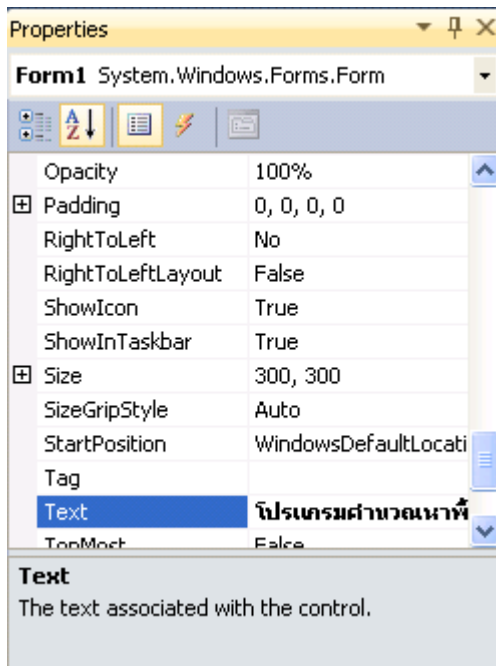 Properties
Form1 System.Windows.Forms.Form
Opacity 100%
Padding 0, 0, 0, 0
RightToLeft No
RightToLeftLayout False
ShowIcon True
ShowInTaskbar True
Size 300, 300
SizeGripStyle Auto
StartPosition WindowsDefaultLocati
Tag
Text โปรแกรมคำนวณหาพื้
TopMost False
Text
The text associated with the control.